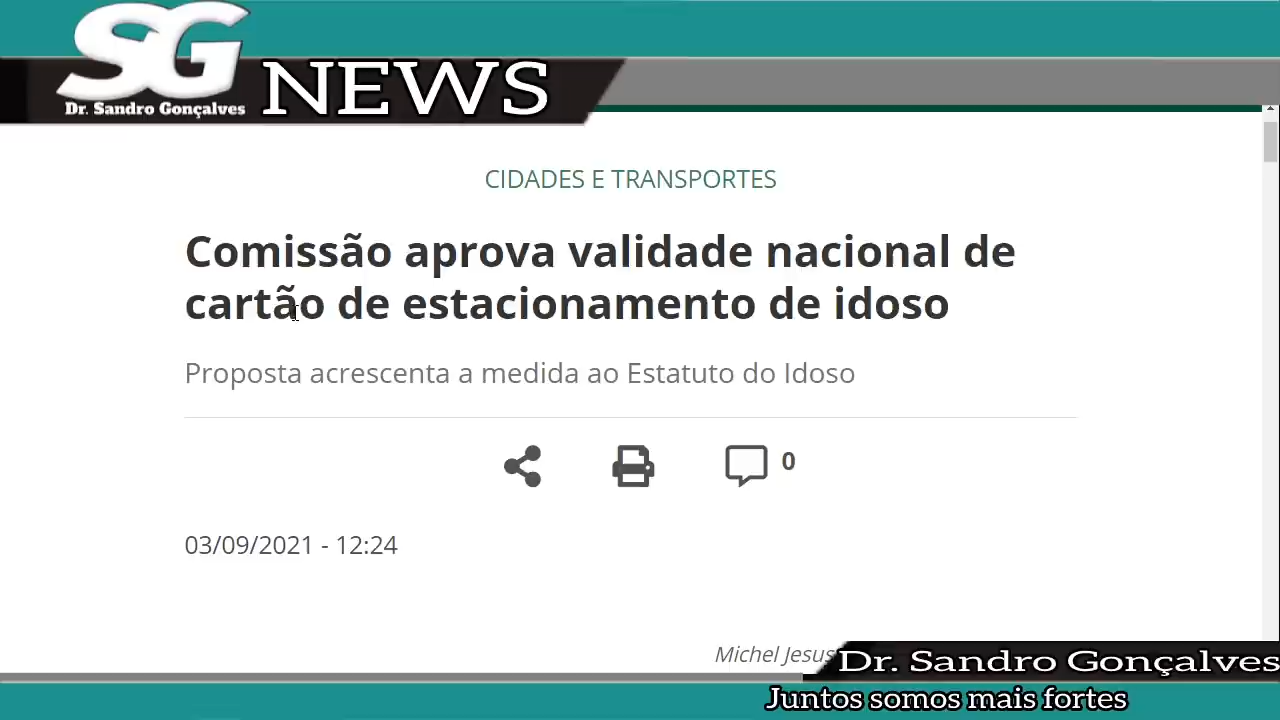 SG
Dr. Sandro Gonçalves
NEWS
CIDADES E TRANSPORTES
Comissão aprova validade nacional de
cartão de estacionamento de idoso
Proposta acrescenta a medida ao Estatuto do Idoso
0
03/09/2021 - 12:24
Michel Jesus
Dr. Sandro Gonçalves
Juntos somos mais fortes